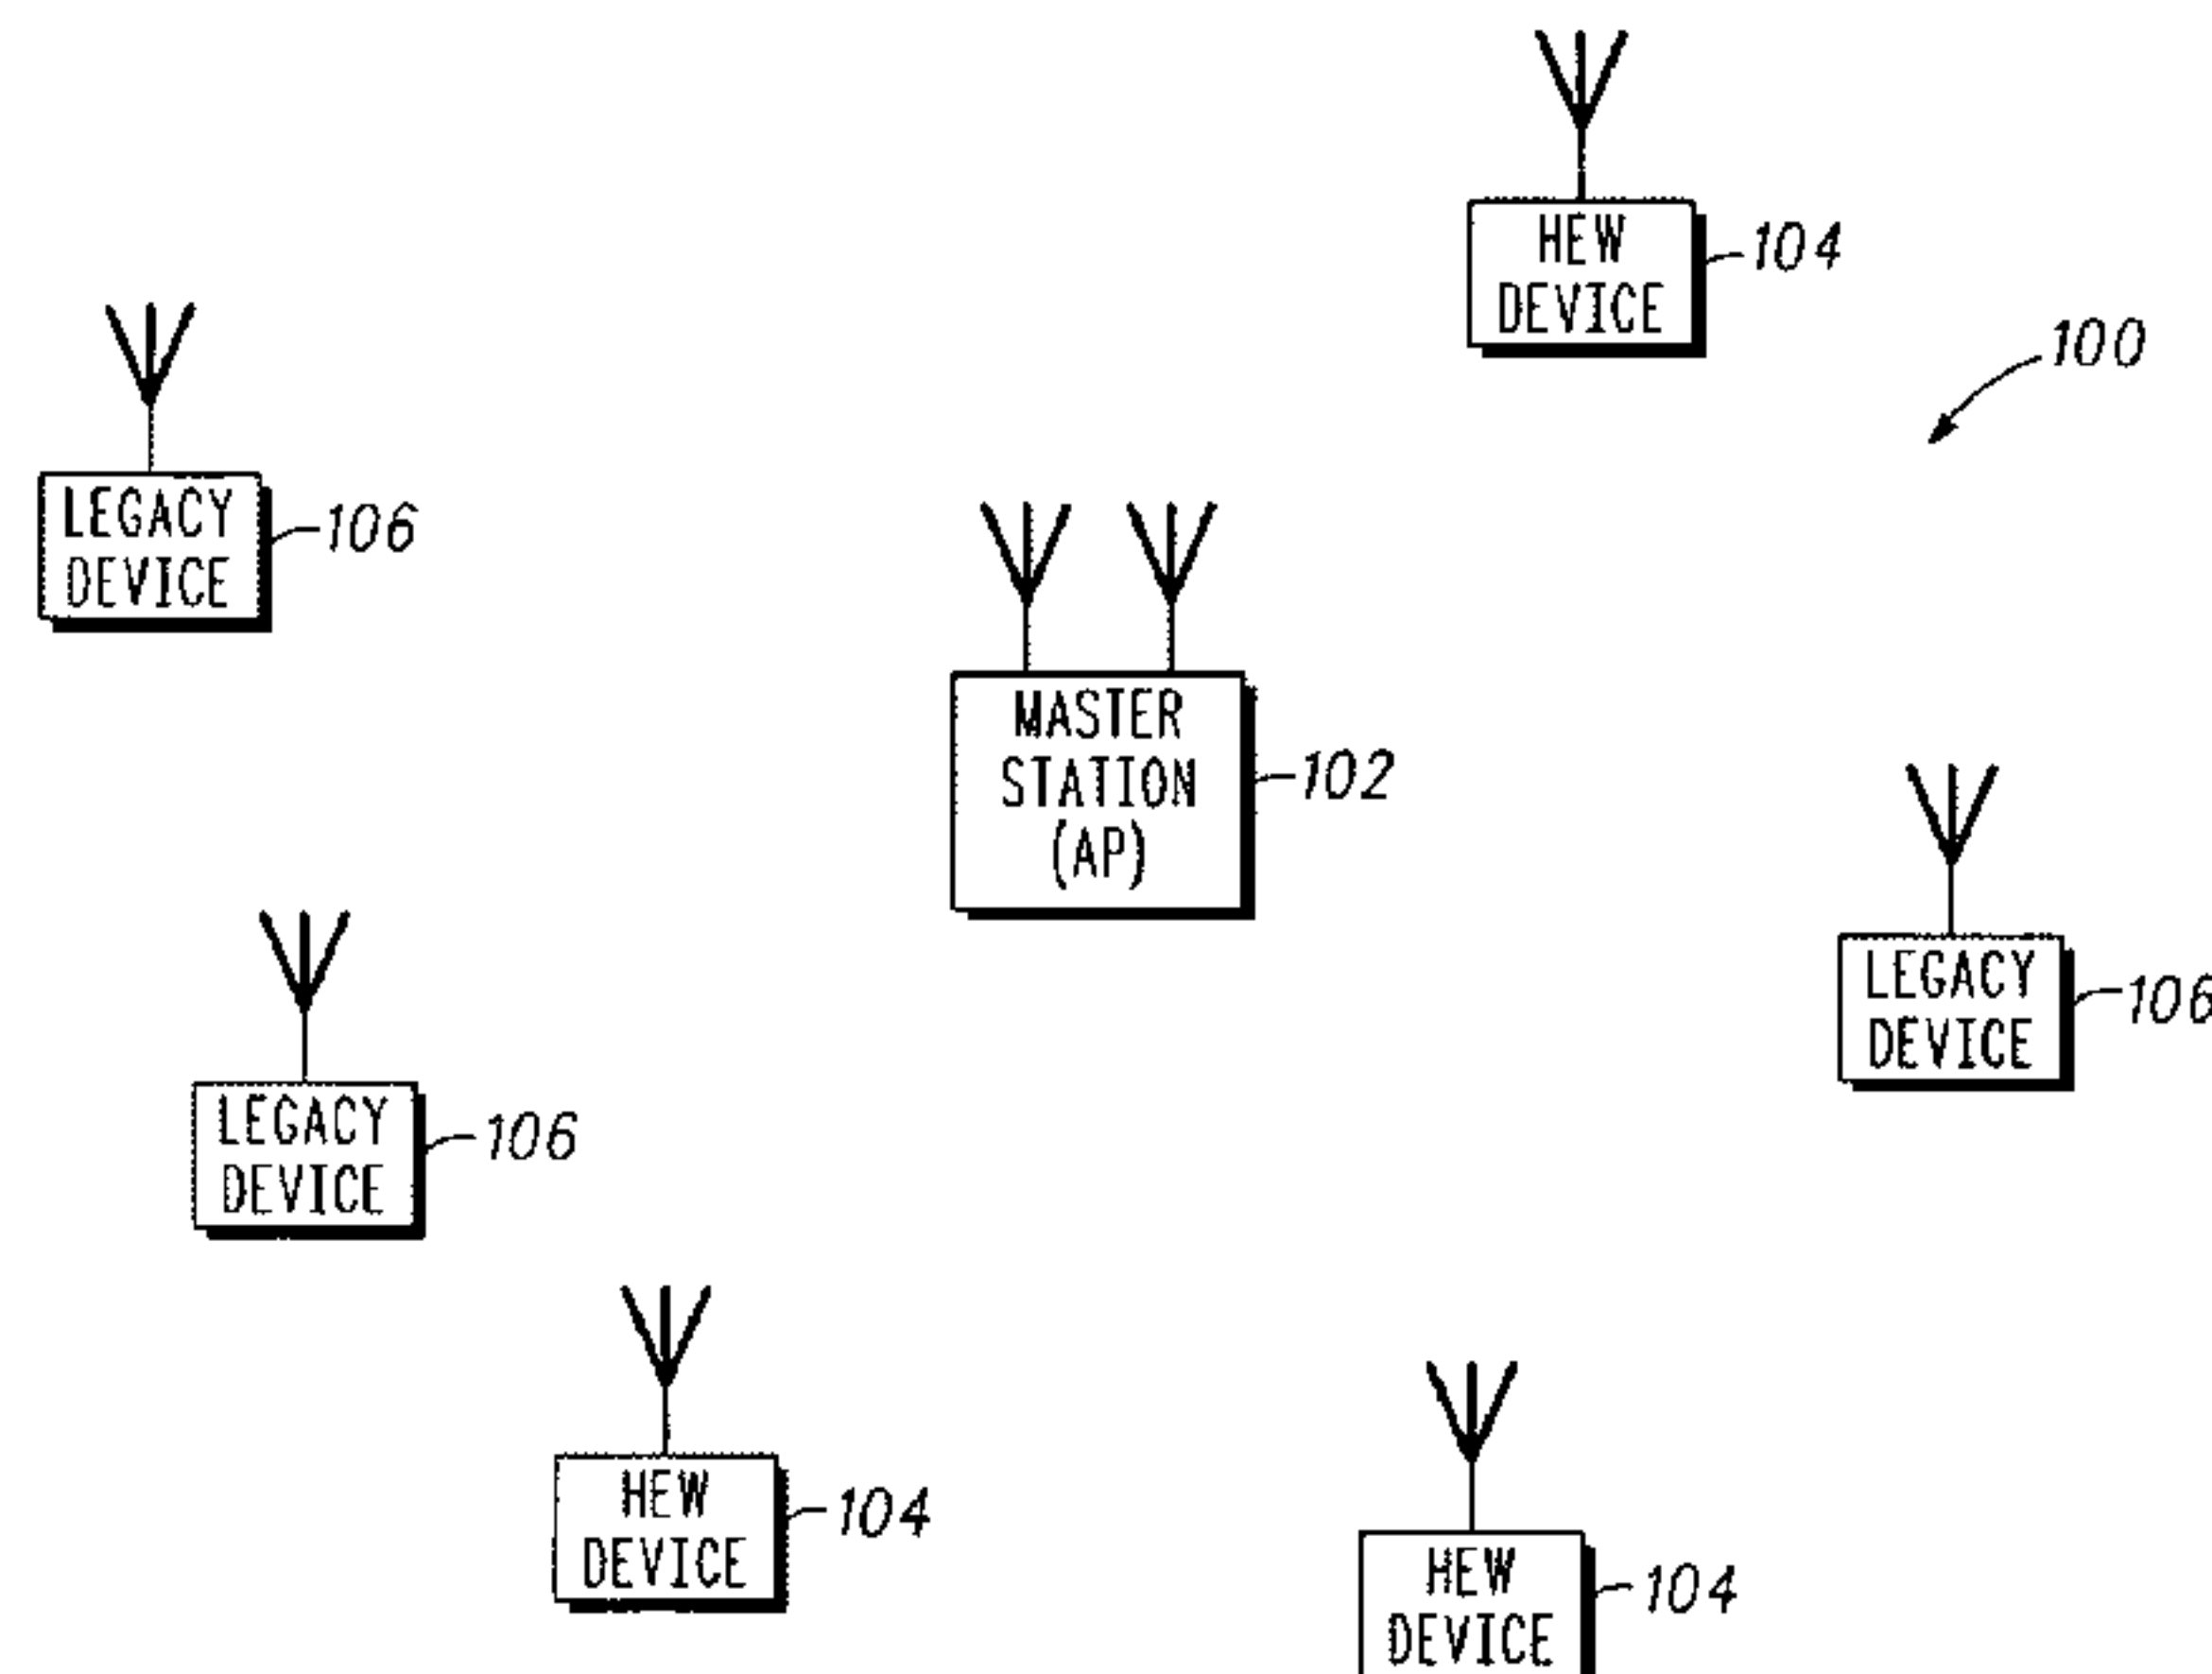 HEW
DEVICE
104
100
LEGACY
DEVICE
106
MASTER
STATION
(AP)
102
LEGACY
DEVICE
106
LEGACY
DEVICE
106
HEW
DEVICE
104
HEW
DEVICE
104